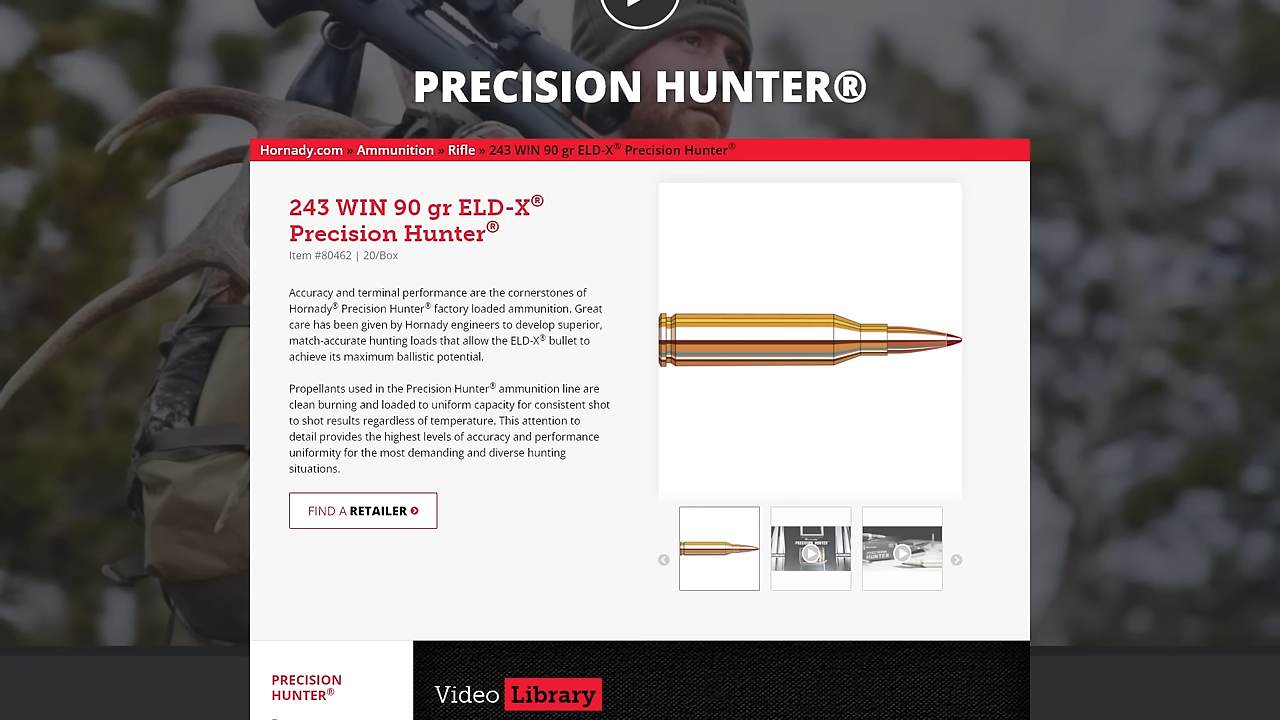 PRECISION HUNTER®
Hornady.com » Ammunition » Rifle » 243 WIN 90 gr ELD-X® Precision Hunter®
243 WIN 90 gr ELD-X®
Precision Hunter®
Item #80462 | 20/Box
Accuracy and terminal performance are the cornerstones of
Hornady® Precision Hunter® factory loaded ammunition. Great
care has been given by Hornady engineers to develop superior,
match-accurate hunting loads that allow the ELD-X® bullet to
achieve its maximum ballistic potential.
Propellants used in the Precision Hunter® ammunition line are
clean burning and loaded to uniform capacity for consistent shot
to shot results regardless of temperature. This attention to
detail provides the highest levels of accuracy and performance
uniformity for the most demanding and diverse hunting
situations.
FIND A RETAILER
PRECISION HUNTER
PRECISION
HUNTER
PRECISION
HUNTER®
Video Library